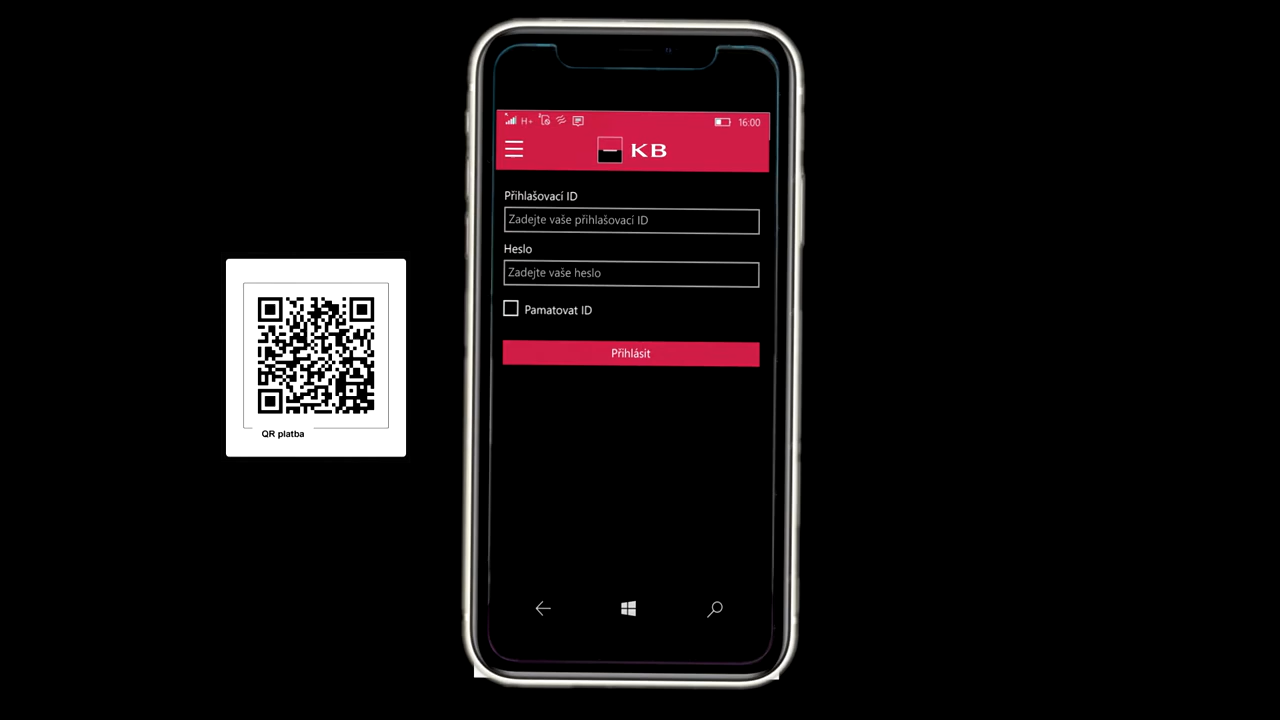 H+
16:00
KB
Přihlašovací ID
Zadejte vaše přihlašovací ID
Heslo
Zadejte vaše heslo
Pamatovat ID
Přihlásit
QR platba